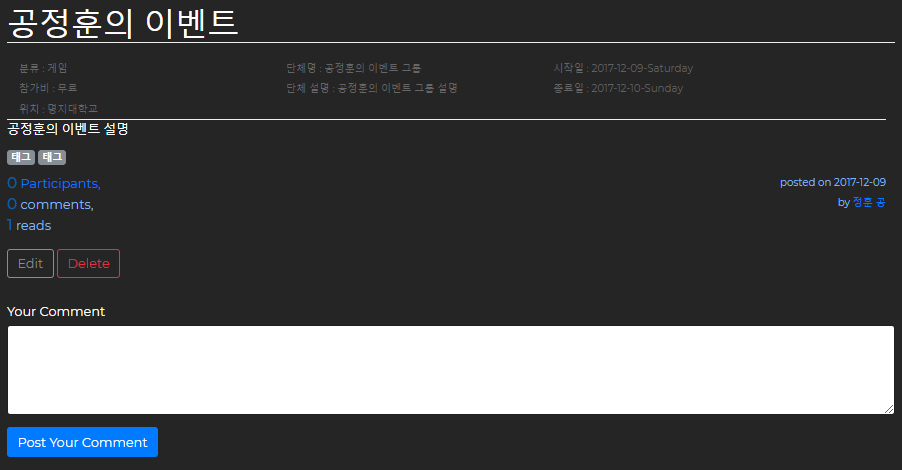 공정훈의 이벤트
분류 : 게임
단체명 : 공정훈의 이벤트 그룹
시작일 : 2017-12-09-Saturday
참가비 : 무료
단체 설명 : 공정훈의 이벤트 그룹 설명
종료일 : 2017-12-10-Sunday
위치 : 명지대학교
공정훈의 이벤트 설명
태그 태그
0 Participants,
posted on 2017-12-09
0 comments,
by 정훈 공
1 reads
Edit Delete
Your Comment
Post Your Comment